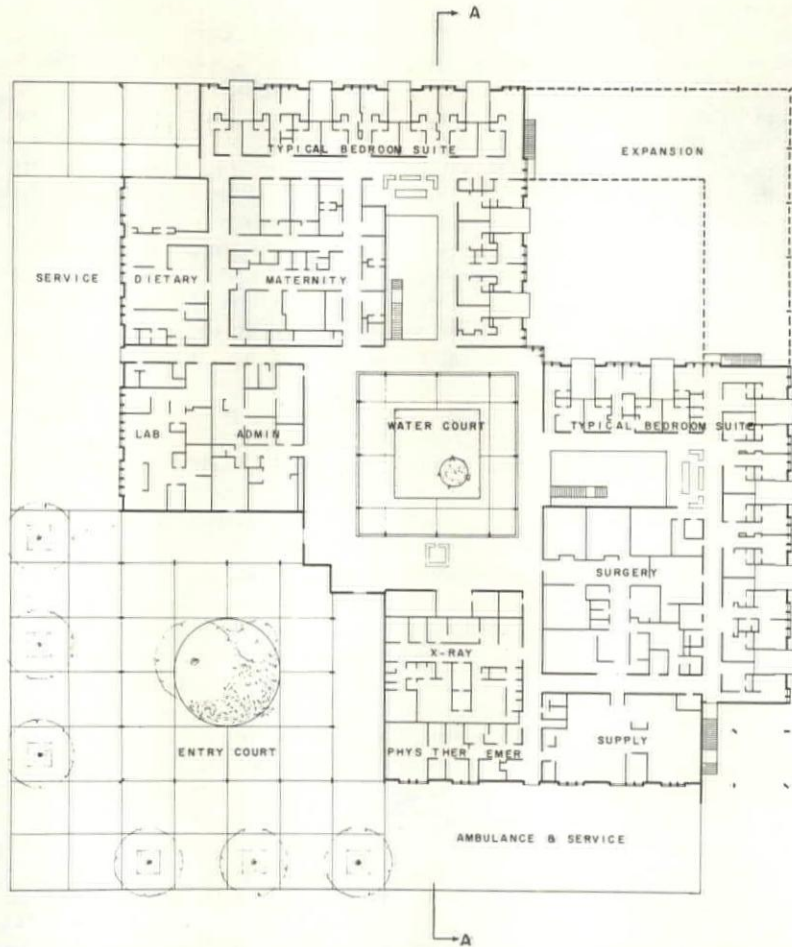 A
TYPICAL BEDROOM SUITE
EXPANSION
SERVICE
DIETARY
MATERNITY
LAB
ADMIN
WATER COURT
TYPICAL BEDROOM SUITE
SURGERY
X-RAY
ENTRY COURT
PHYS THER
EMER
SUPPLY
AMBULANCE & SERVICE
A